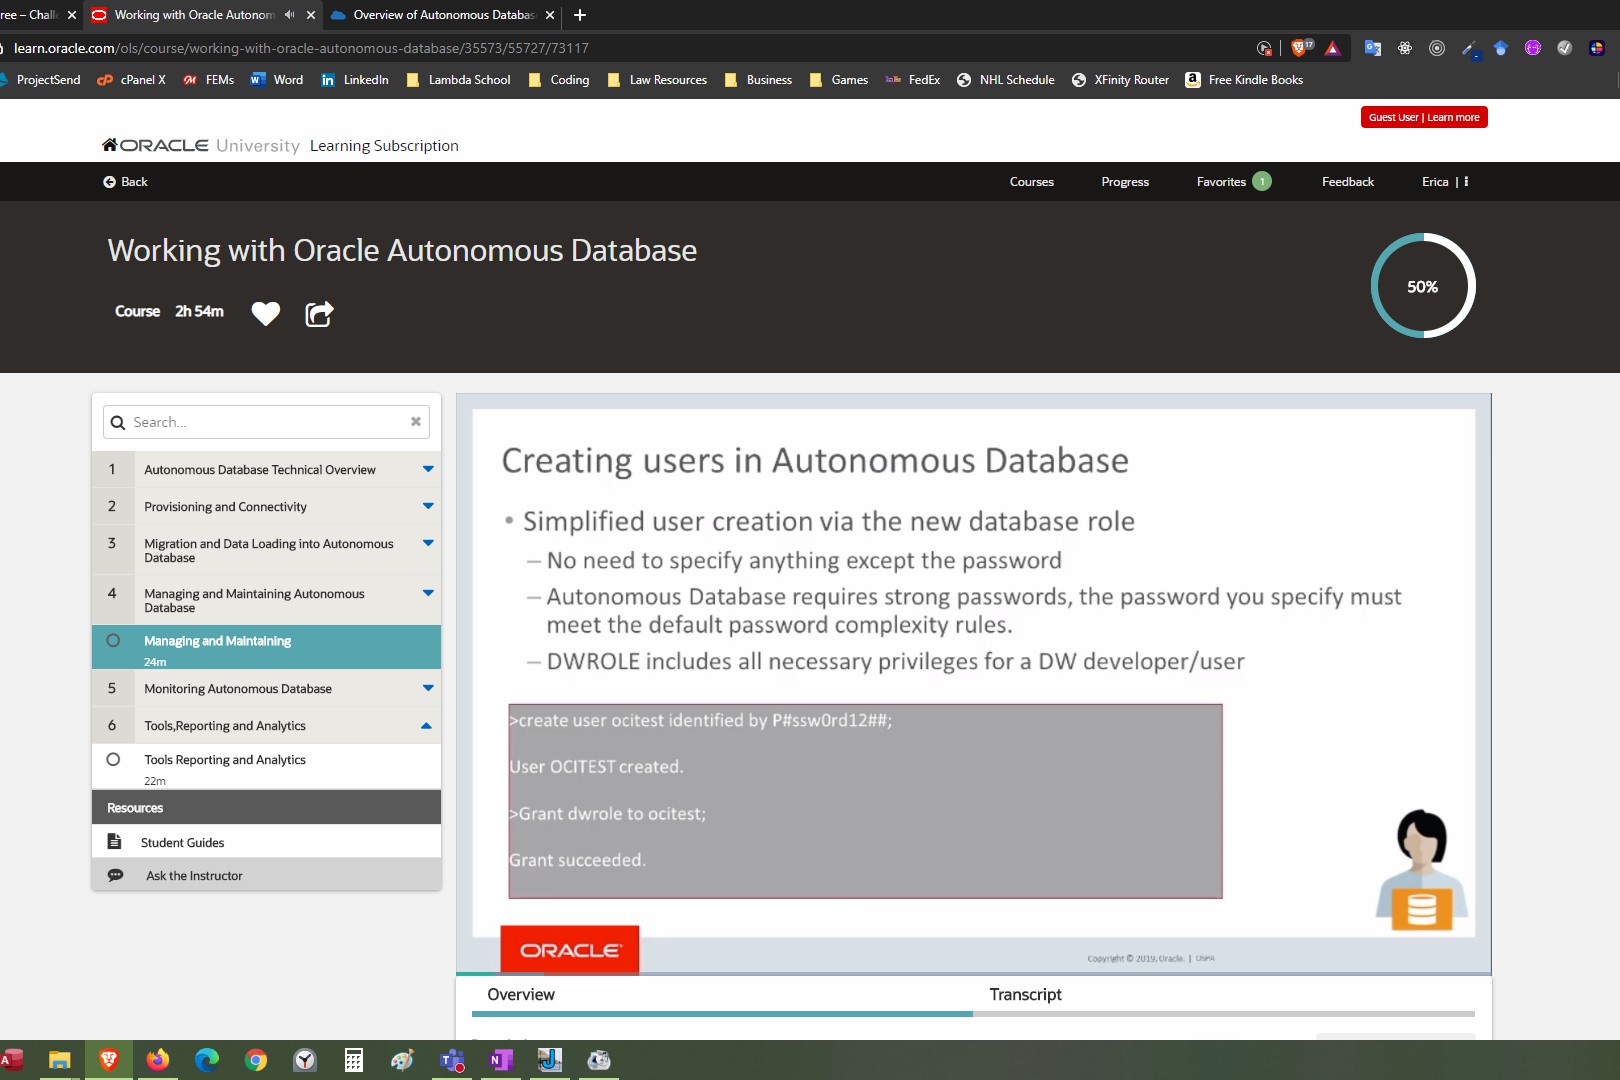 ree – Chall
Working with Oracle Autonom
Overview of Autonomous Databas
learn.oracle.com/ols/course/working-with-oracle-autonomous-database/35573/55727/73117
17
ProjectSend
cPanel X
FEMs
Word
LinkedIn
Lambda School
Coding
Law Resources
Business
Games
FedEx
NHL Schedule
XFinity Router
Free Kindle Books
Guest User | Learn more
ORACLE University Learning Subscription
Back
Courses
Progress
Favorites 1
Feedback
Erica |
Working with Oracle Autonomous Database
Course 2h 54m
50%
Search...
1 Autonomous Database Technical Overview
2 Provisioning and Connectivity
3 Migration and Data Loading into Autonomous
Database
4 Managing and Maintaining Autonomous
Database
Managing and Maintaining
24m
5 Monitoring Autonomous Database
6 Tools,Reporting and Analytics
Tools Reporting and Analytics
22m
Resources
Student Guides
Ask the Instructor
Creating users in Autonomous Database
• Simplified user creation via the new database role
– No need to specify anything except the password
– Autonomous Database requires strong passwords, the password you specify must
meet the default password complexity rules.
– DWROLE includes all necessary privileges for a DW developer/user
>create user ocitest identified by P#ssw0rd12##;
User OCITEST created.
>Grant dwrole to ocitest;
Grant succeeded.
ORACLE
Copyright © 2019, Oracle. |
Overview
Transcript